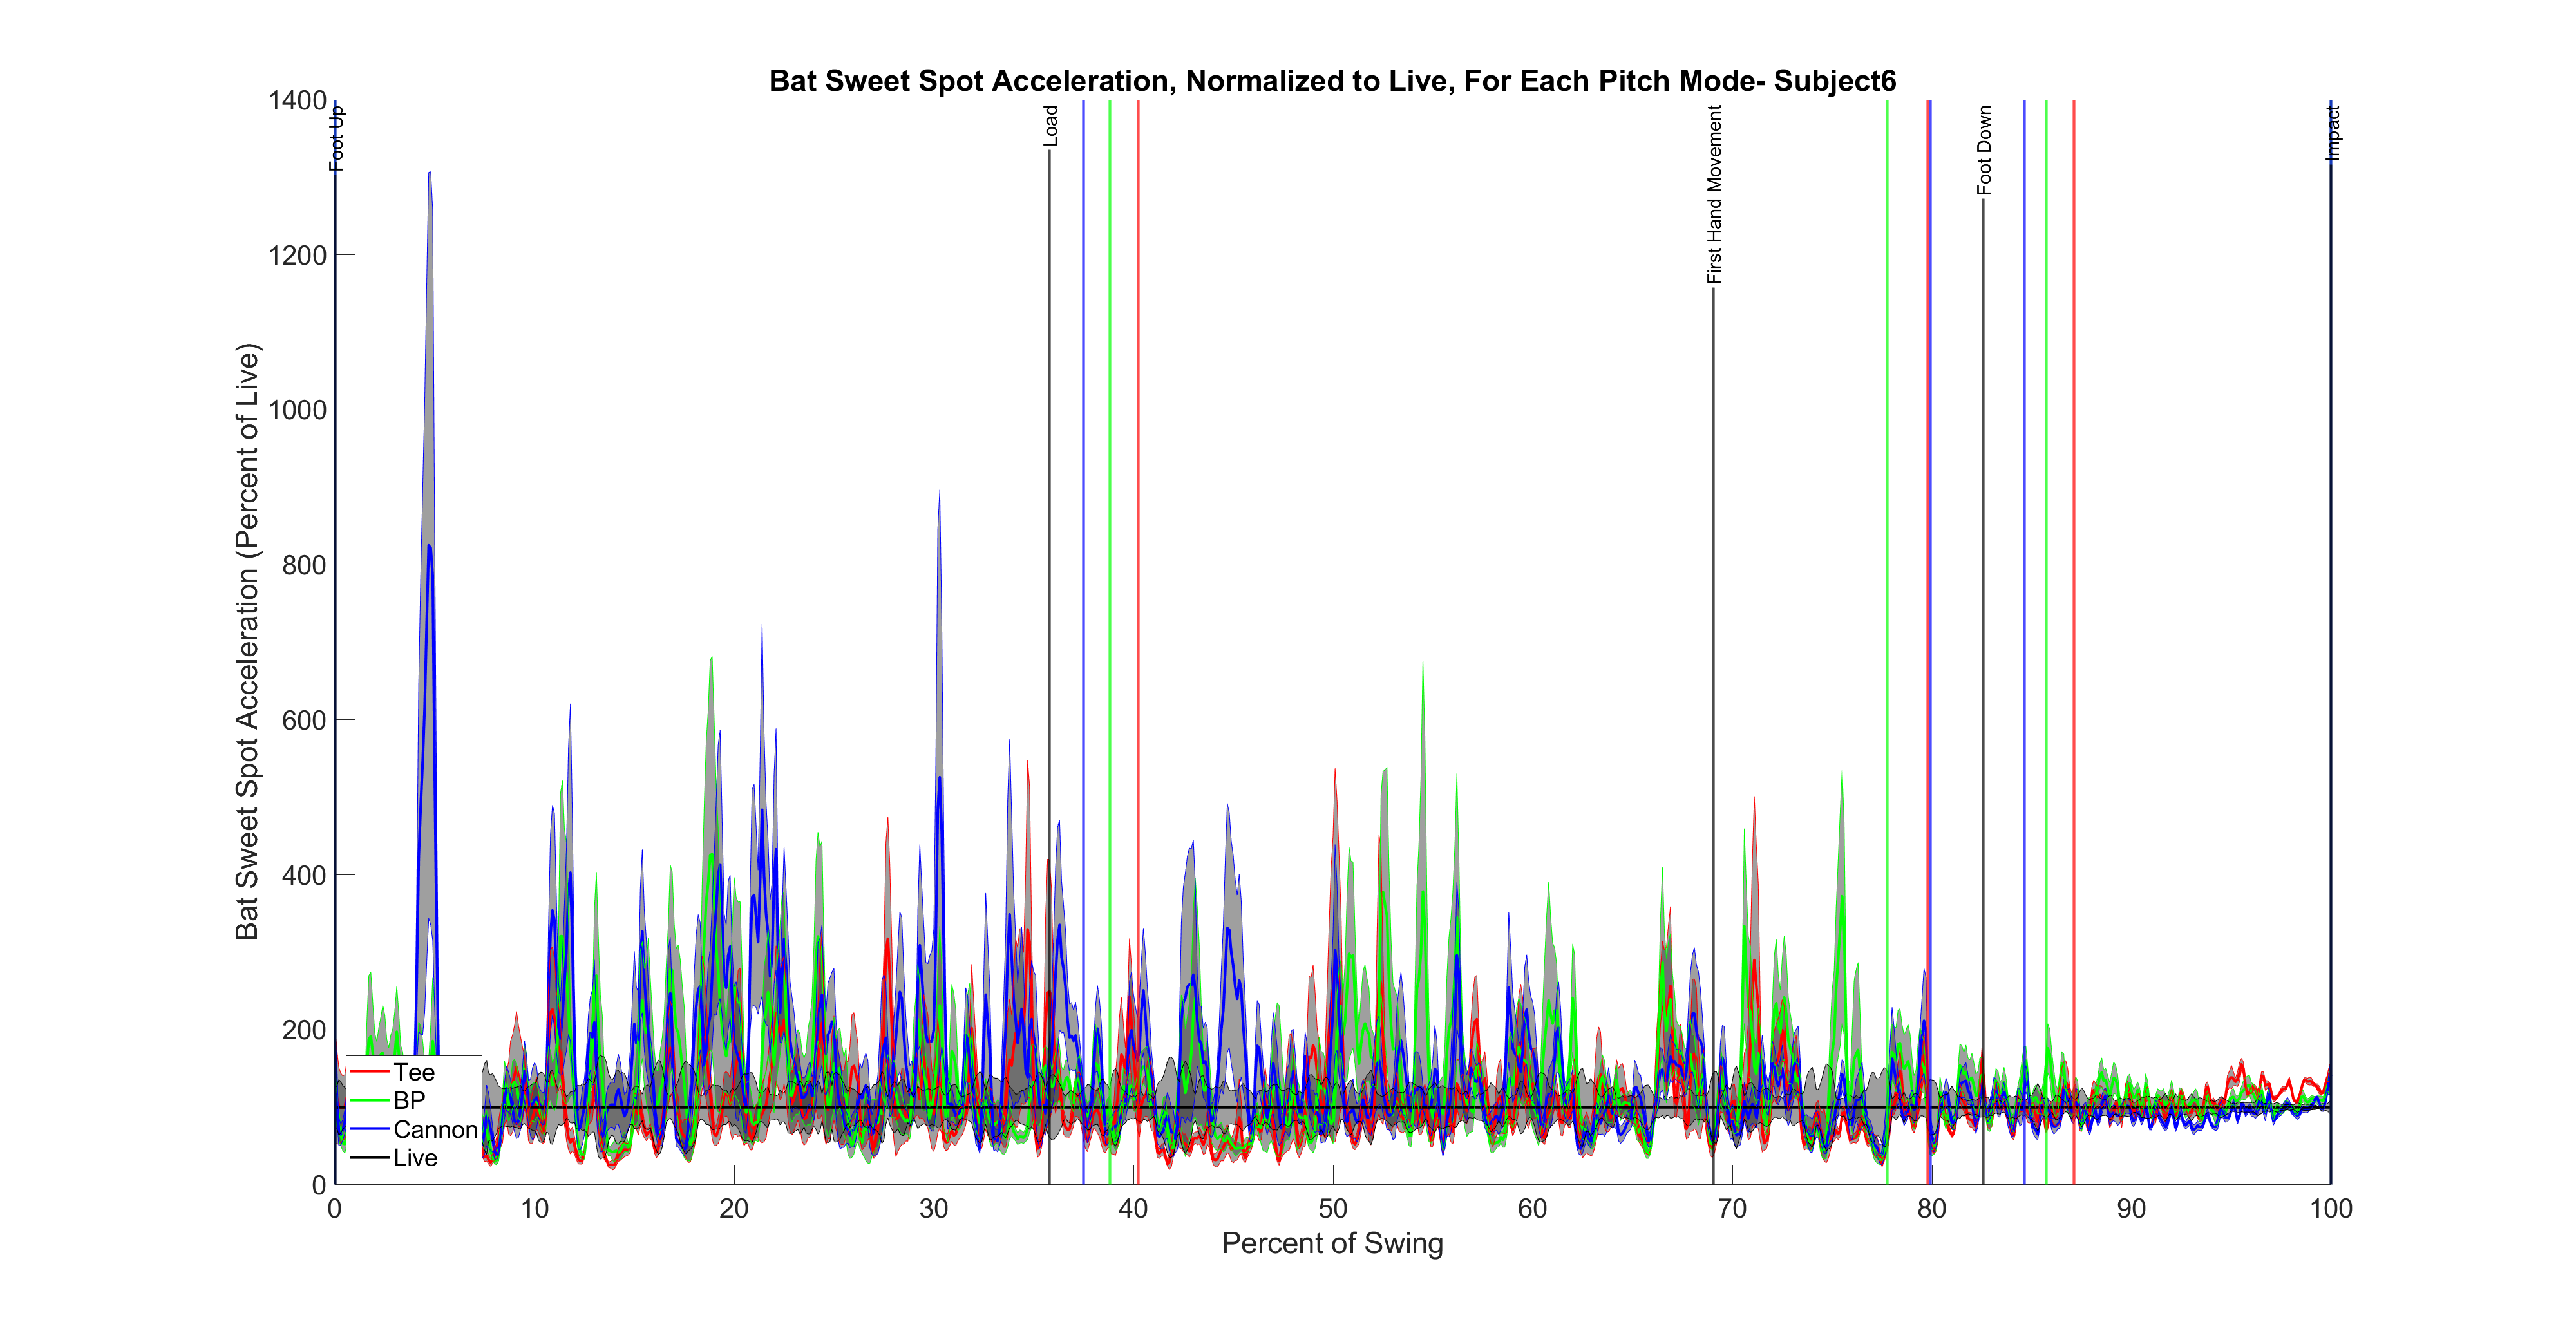 Bat Sweet Spot Acceleration, Normalized to Live, For Each Pitch Mode- Subject6
Bat Sweet Spot Acceleration (Percent of Live)
1400
1200
1000
800
600
400
200
0
Foot Up
Load
First Hand Movement
Foot Down
Impact
Tee
BP
Cannon
Live
0 10 20 30 40 50 60 70 80 90 100
Percent of Swing